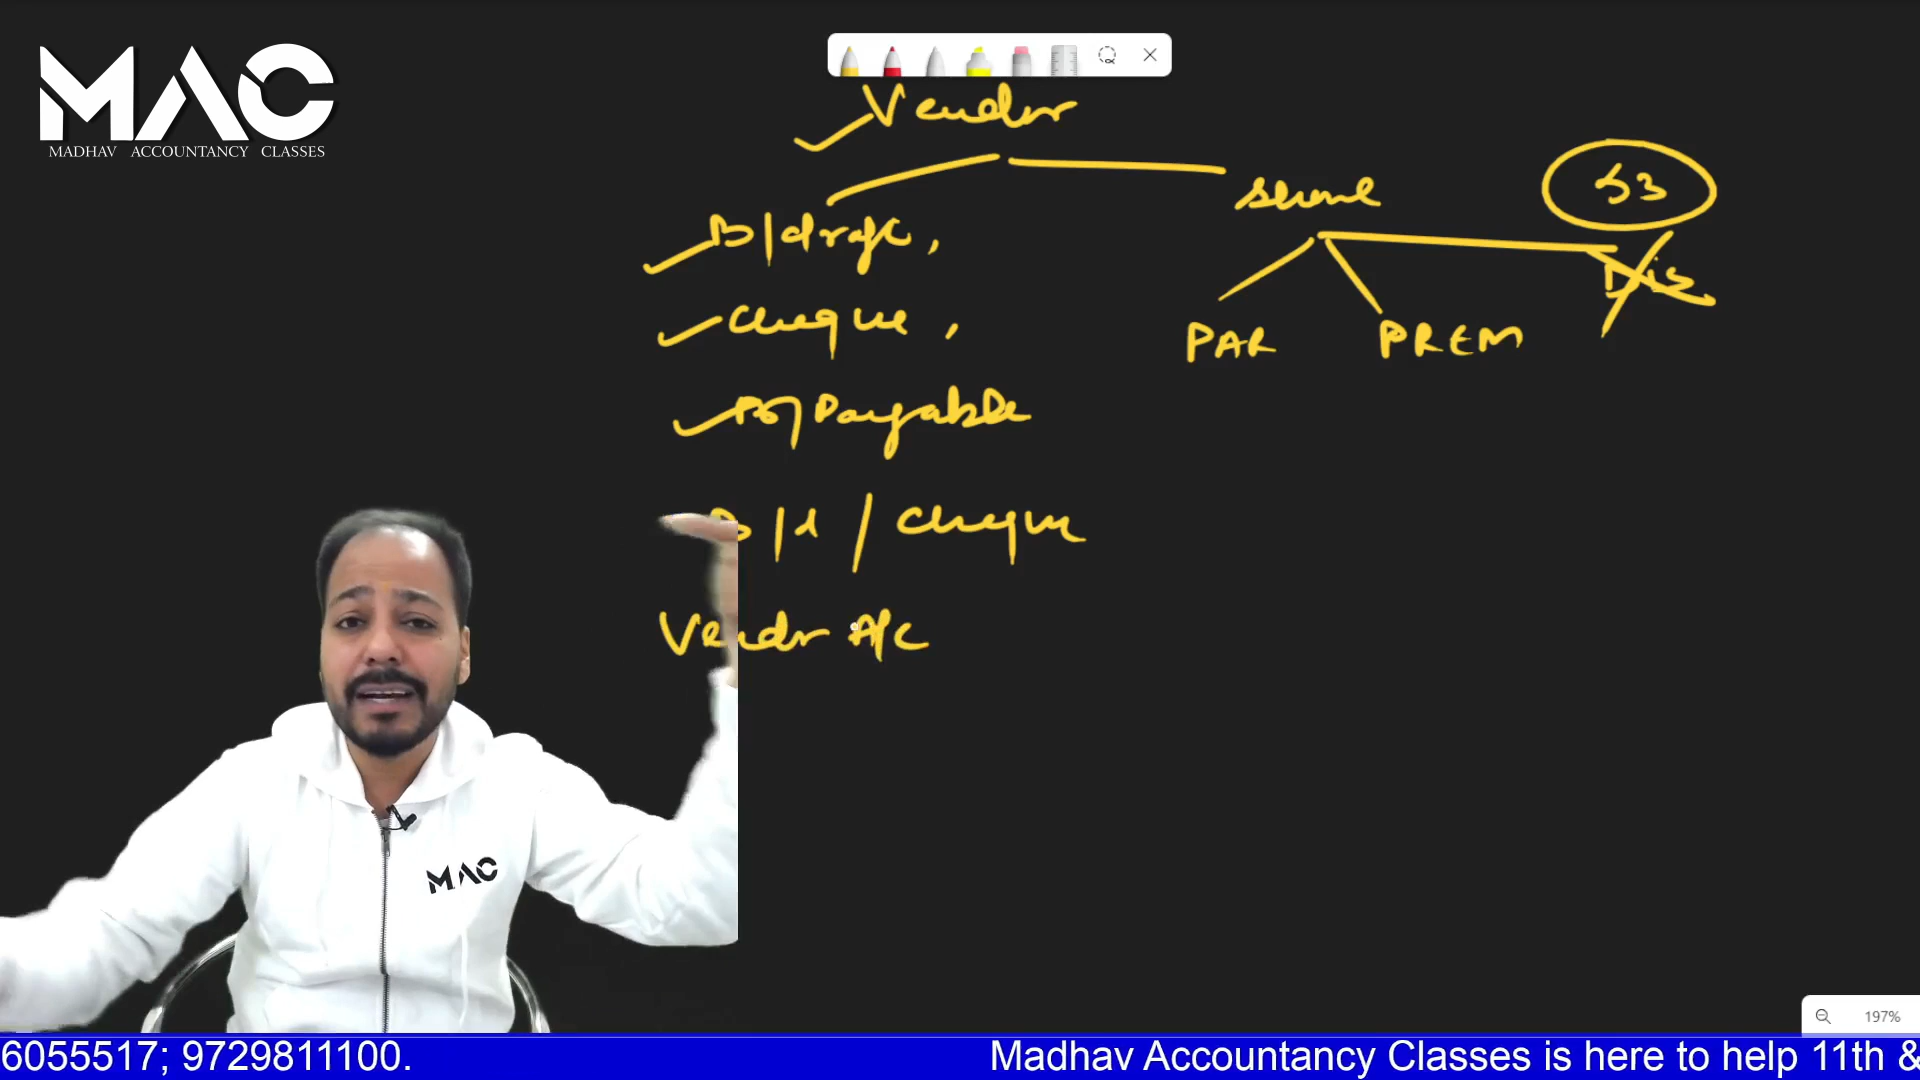 MAC
MADHAV ACCOUNTANCY CLASSES
Vendor
Share
53
B/draft,
Dis
Cheque,
PAR
PREM
B/Payable
B/d / Cheque
Vendor A/c
MAC
197%
6055517; 9729811100.
Madhav Accountancy Classes is here to help 11th &